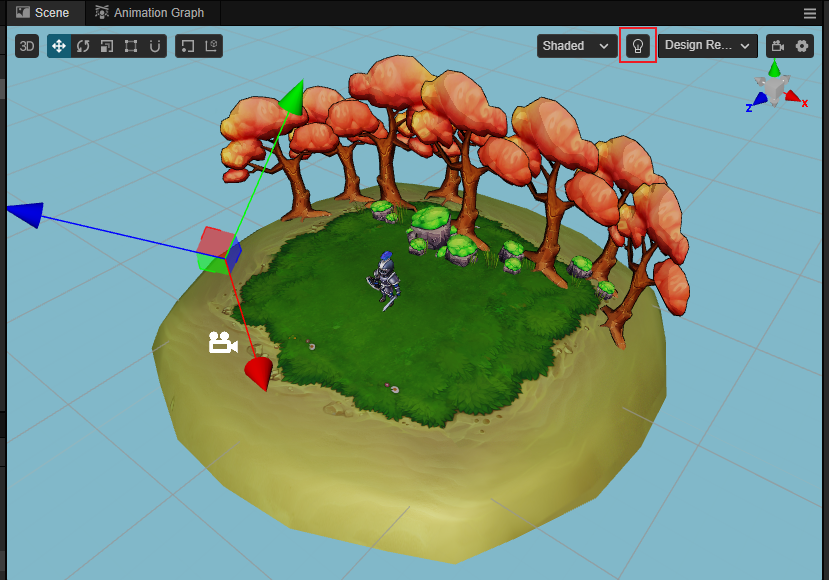 Scene
Animation Graph
3D
Shaded
Design Re...
z
x